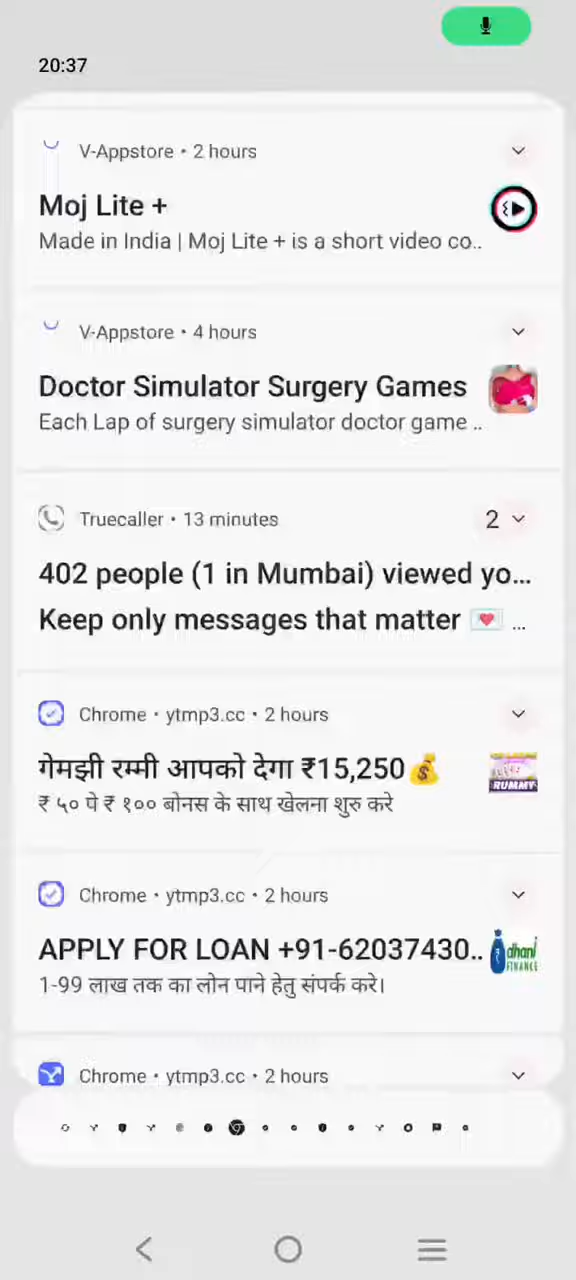 20:37
V-Appstore • 2 hours
Moj Lite +
Made in India | Moj Lite + is a short video co..
V-Appstore • 4 hours
Doctor Simulator Surgery Games
Each Lap of surgery simulator doctor game ..
Truecaller • 13 minutes
2
402 people (1 in Mumbai) viewed yo...
Keep only messages that matter 💌 ...
Chrome • ytmp3.cc • 2 hours
गेमझी रम्मी आपको देगा ₹15,250💰
RUMMY
₹ ५० पे ₹ १०० बोनस के साथ खेलना शुरु करे
Chrome • ytmp3.cc • 2 hours
APPLY FOR LOAN +91-62037430..
dhani
FINANCE
1-99 लाख तक का लोन पाने हेतु संपर्क करे।
Chrome • ytmp3.cc • 2 hours